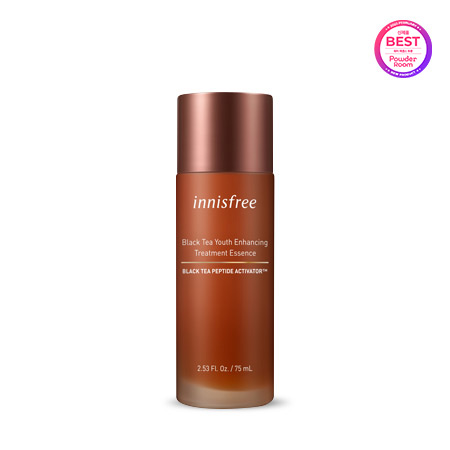 BEST
Powder
Room
innisfree
Black Tea Youth Enhancing
Treatment Essence
BLACK TEA PEPTIDE ACTIVATOR™
2.53 Fl. Oz. / 75 mL